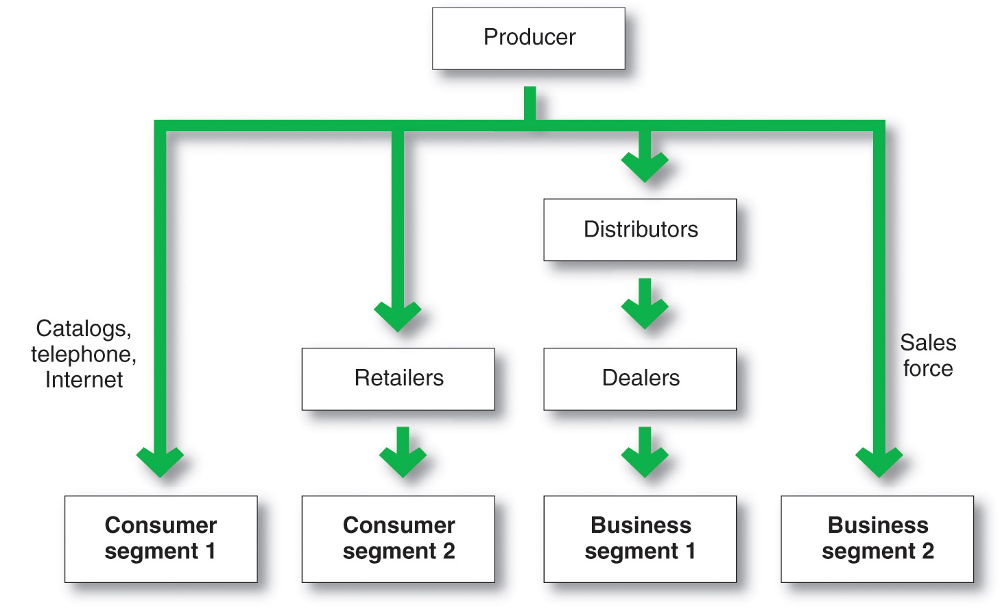 Producer
Distributors
Catalogs,
telephone,
Internet
Sales
force
Retailers
Dealers
Consumer
segment 1
Consumer
segment 2
Business
segment 1
Business
segment 2